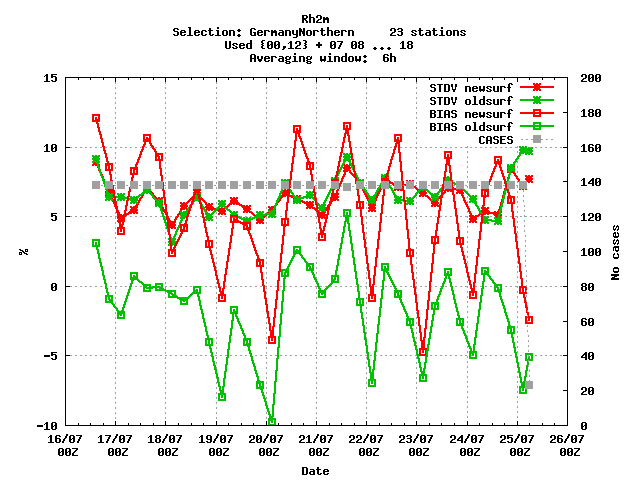 Rh2m
Selection: GermanyNorthern     23 stations
Used {00,12} + 07 08 ... 18
Averaging window:  6h
STDV newsurf
STDV oldsurf
BIAS newsurf
BIAS oldsurf
CASES
15
10
5
0
-5
-10
%
200
180
160
140
120
100
80
60
40
20
0
No cases
16/07 17/07 18/07 19/07 20/07 21/07 22/07 23/07 24/07 25/07 26/07
00Z 00Z 00Z 00Z 00Z 00Z 00Z 00Z 00Z 00Z 00Z
Date